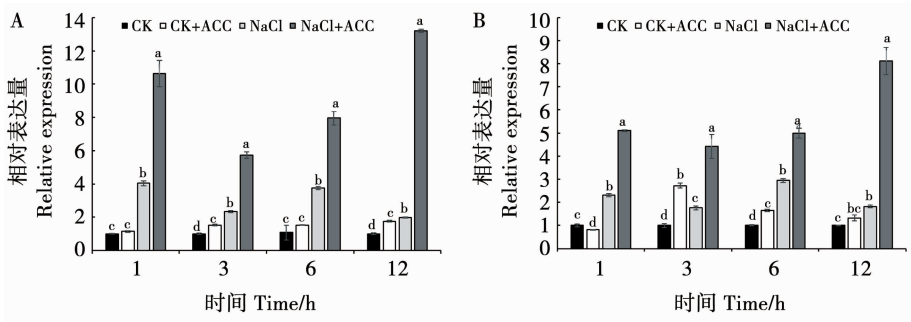 A
CK CK+ACC NaCl NaCl+ACC
相对表达量
Relative expression
14
12
10
8
6
4
2
0
c c b a
d c b a
c c b a
d c b a
1 3 6 12
时间 Time/h
B
CK CK+ACC NaCl NaCl+ACC
相对表达量
Relative expression
10
9
8
7
6
5
4
3
2
1
0
c d b a
d b c a
d c b a
c bc b a
1 3 6 12
时间 Time/h